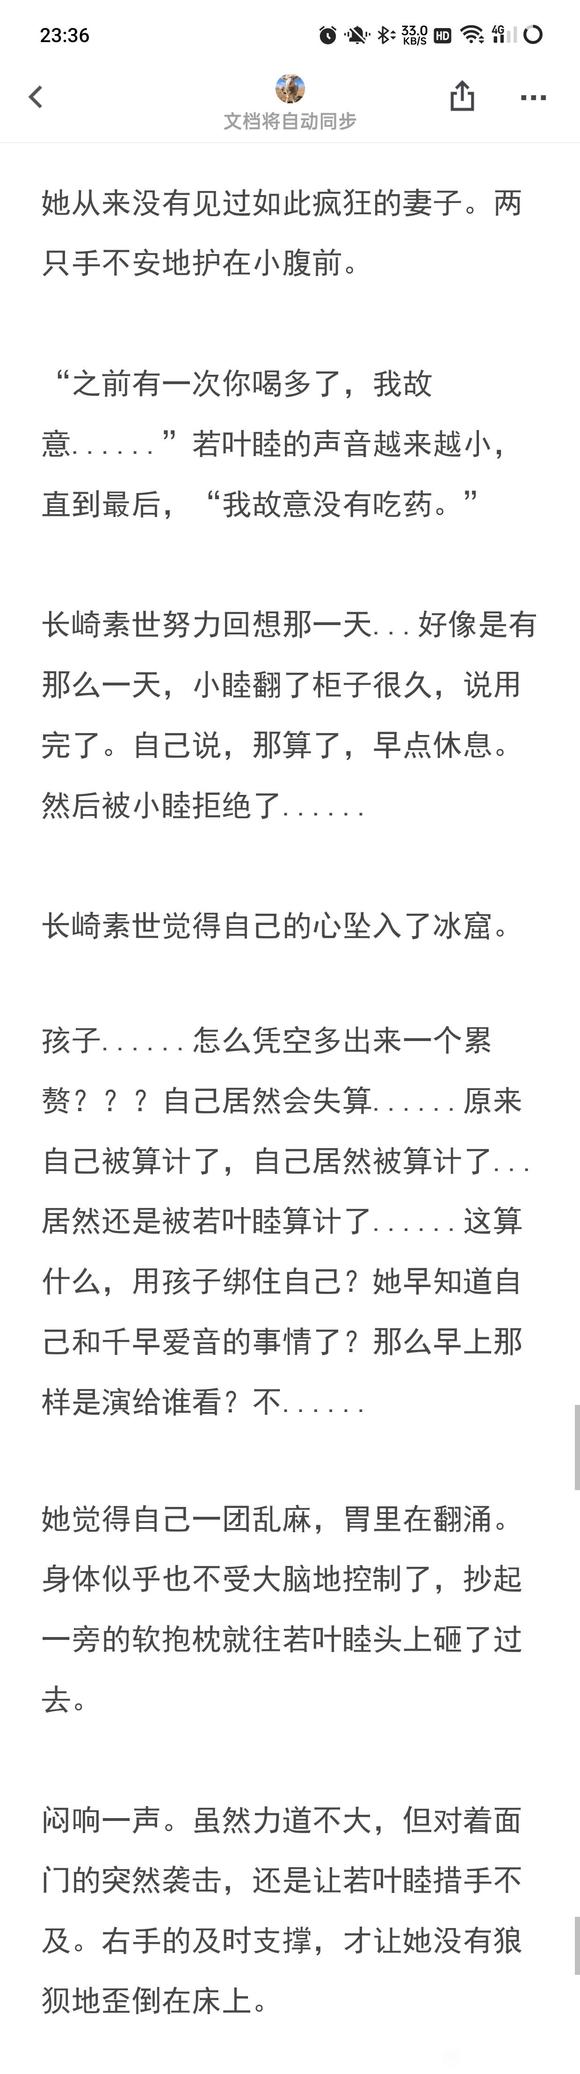 23:36
33.0
KB/S
HD
4G
文档将自动同步
她从来没有见过如此疯狂的妻子。两
只手不安地护在小腹前。
“之前有一次你喝多了，我故
意......”若叶睦的声音越来越小，
直到最后，“我故意没有吃药。”
长崎素世努力回想那一天...好像是有
那么一天，小睦翻了柜子很久，说用
完了。自己说，那算了，早点休息。
然后被小睦拒绝了......
长崎素世觉得自己的心坠入了冰窟。
孩子......怎么凭空多出来一个累
赘？？？自己居然会失算......原来
自己被算计了，自己居然被算计了...
居然还是被若叶睦算计了......这算
什么，用孩子绑住自己？她早知道自
己和千早爱音的事情了？那么早上那
样是演给谁看？不......
她觉得自己一团乱麻，胃里在翻涌。
身体似乎也不受大脑地控制了，抄起
一旁的软抱枕就往若叶睦头上砸了过
去。
闷响一声。虽然力道不大，但对着面
门的突然袭击，还是让若叶睦措手不
及。右手的及时支撑，才让她没有狼
狈地歪倒在床上。